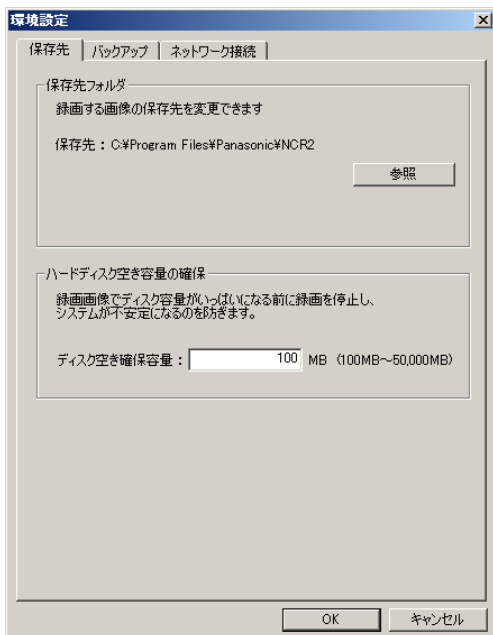 環境設定
保存先 バックアップ ネットワーク接続
保存先フォルダ
録画する画像の保存先を変更できます
保存先：C:¥Program Files¥Panasonic¥NCR2
参照
ハードディスク空き容量の確保
録画画像でディスク容量がいっぱいになる前に録画を停止し、
システムが不安定になるのを防ぎます。
ディスク空き確保容量： 100 MB (100MB～50,000MB)
OK キャンセル